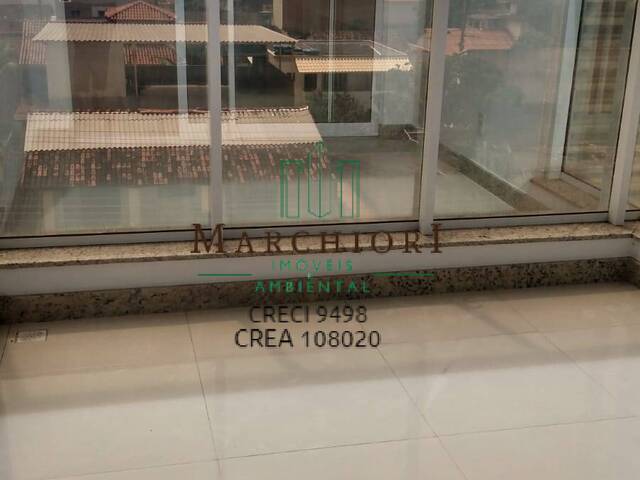 MARCHIORI
IMÓVEIS
AMBIENTAL
CRECI 9498
CREA 108020